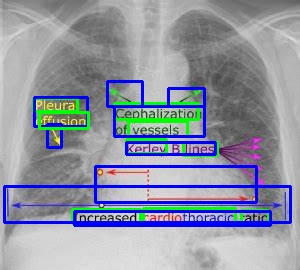 Pleural
effusion
Cephalization
of vessels
Kerley B lines
Increased cardiothoracic ratio